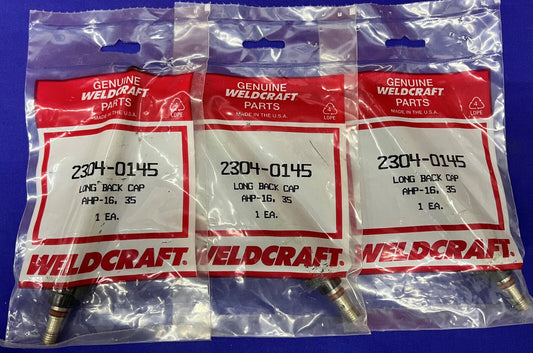 GENUINE
WELDCRAFT
PARTS
MADE IN THE U.S.A.
LDPE
2304-0145
LONG BACK CAP
AHP-16, 35
1 EA.
WELDCRAFT.
GENUINE
WELDCRAFT
PARTS
MADE IN THE U.S.A.
4
LDPE
2304-0145
LONG BACK CAP
AHP-16, 35
1 EA.
WELDCRAFT.
GENUINE
WELDCRAFT
PARTS
MADE IN THE U.S.A.
4
LDPE
2304-0145
LONG BACK CAP
AHP-16, 35
1 EA.
WELDCRAFT.